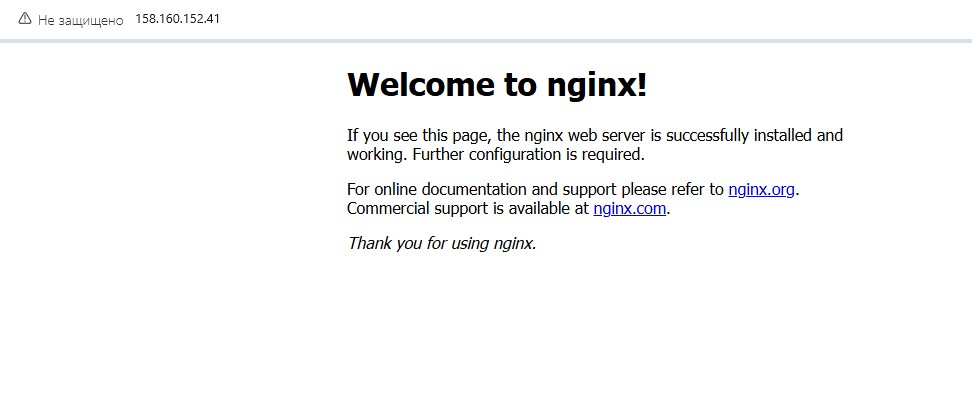 Не защищено 158.160.152.41
Welcome to nginx!
If you see this page, the nginx web server is successfully installed and
working. Further configuration is required.
For online documentation and support please refer to nginx.org.
Commercial support is available at nginx.com.
Thank you for using nginx.